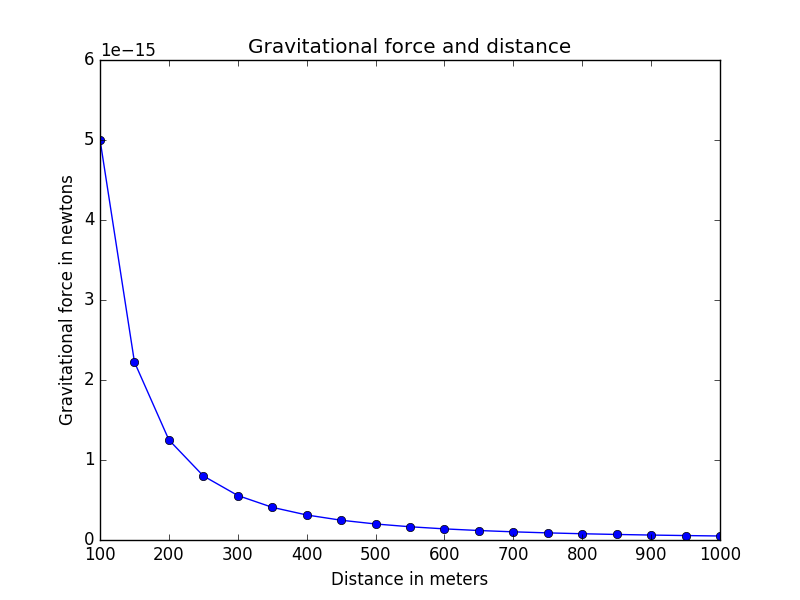 Gravitational force and distance
1e−15
6
5
4
3
2
1
0
Gravitational force in newtons
100 200 300 400 500 600 700 800 900 1000
Distance in meters